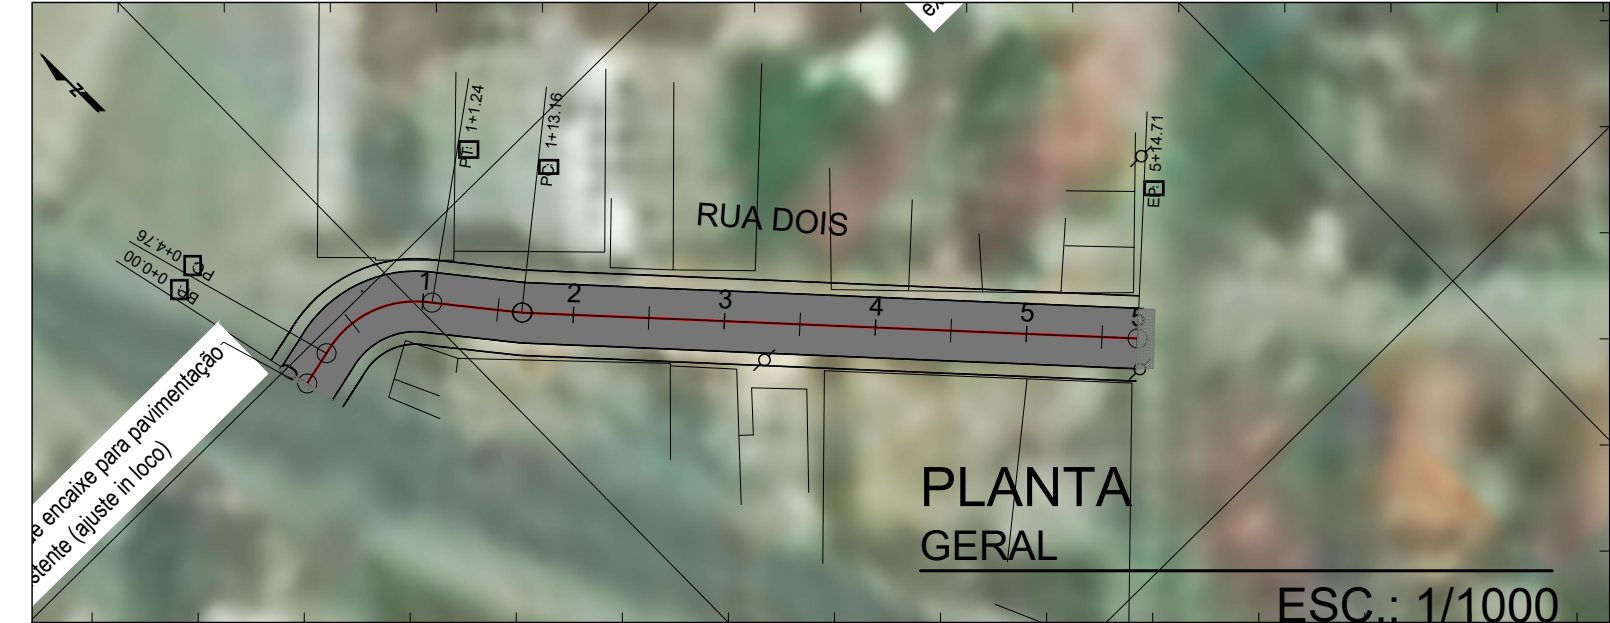 N
PT: 1+1.24
PC: 1+13.16
EP: 5+14.71
RUA DOIS
PC: 0+4.76
BP: 0+0.00
1
2
3
4
5
de encaixe para pavimentação
stente (ajuste in loco)
PLANTA
GERAL
ESC.: 1/1000